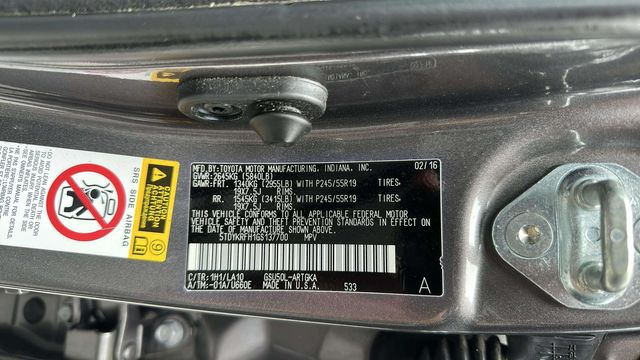 MFD. BY: TOYOTA MOTOR MANUFACTURING, INDIANA, INC. 02/16
GVWR: 2645KG (5840LB)
GAWR: FRT. 1340KG (2955LB) WITH P245/55R19 TIRES,
19X7.5J RIMS
RR. 1545KG (3415LB) WITH P245/55R19 TIRES,
19X7.5J RIMS
THIS VEHICLE CONFORMS TO ALL APPLICABLE FEDERAL MOTOR
VEHICLE SAFETY STANDARDS IN EFFECT ON THE
DATE OF MANUFACTURE SHOWN ABOVE.
5TDYKRFH1GS137700 MPV
C/TR: 1H1/LA10 GSU50L-ARTGKA
A/TM:-01A/U660E MADE IN U.S.A. 533 A
SRS SIDE AIRBAG